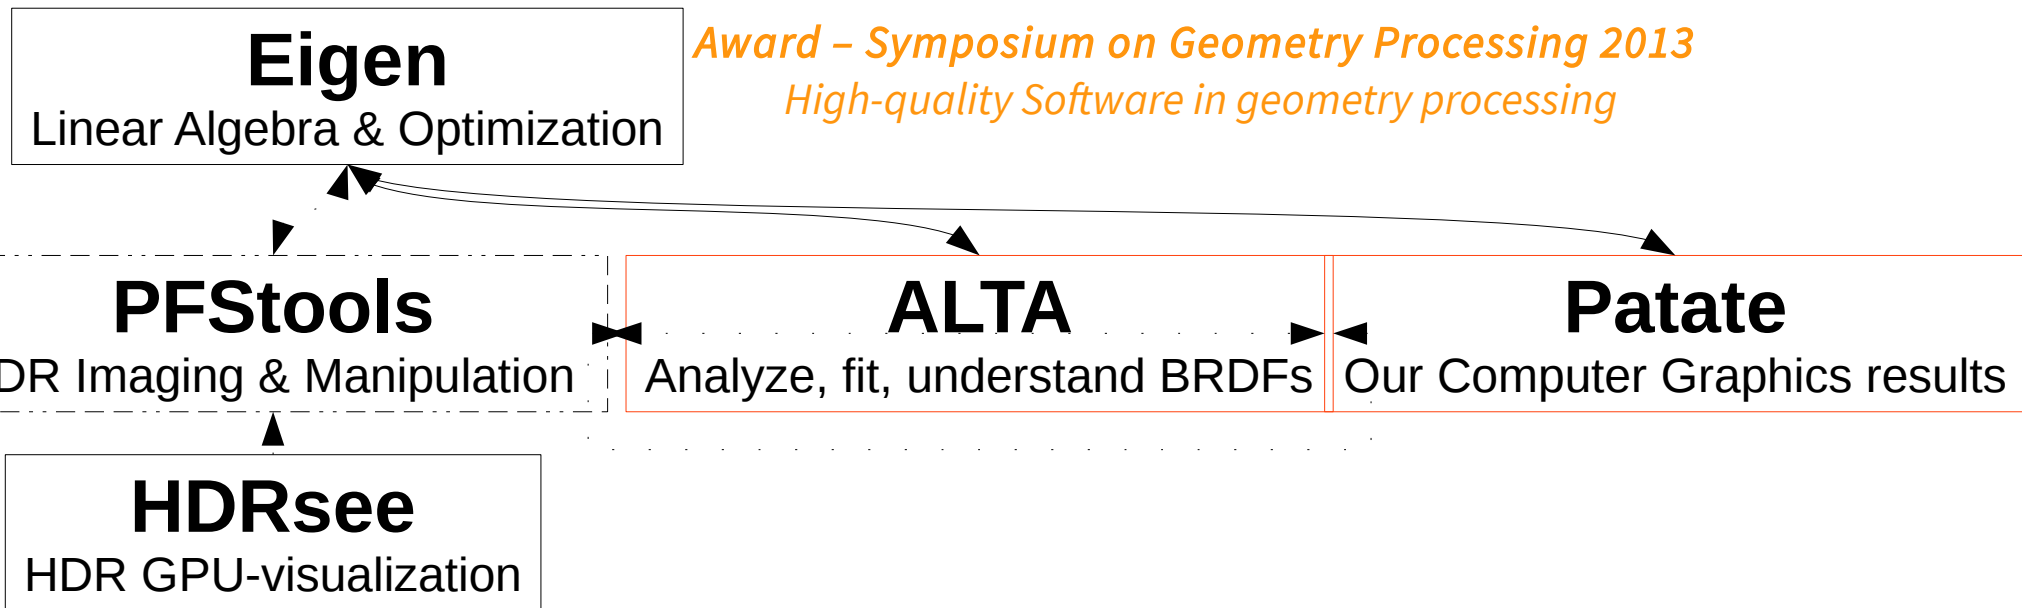 Eigen
Linear Algebra & Optimization
Award – Symposium on Geometry Processing 2013
High-quality Software in geometry processing
PFStools
DR Imaging & Manipulation
ALTA
Analyze, fit, understand BRDFs
Patate
Our Computer Graphics results
HDRsee
HDR GPU-visualization